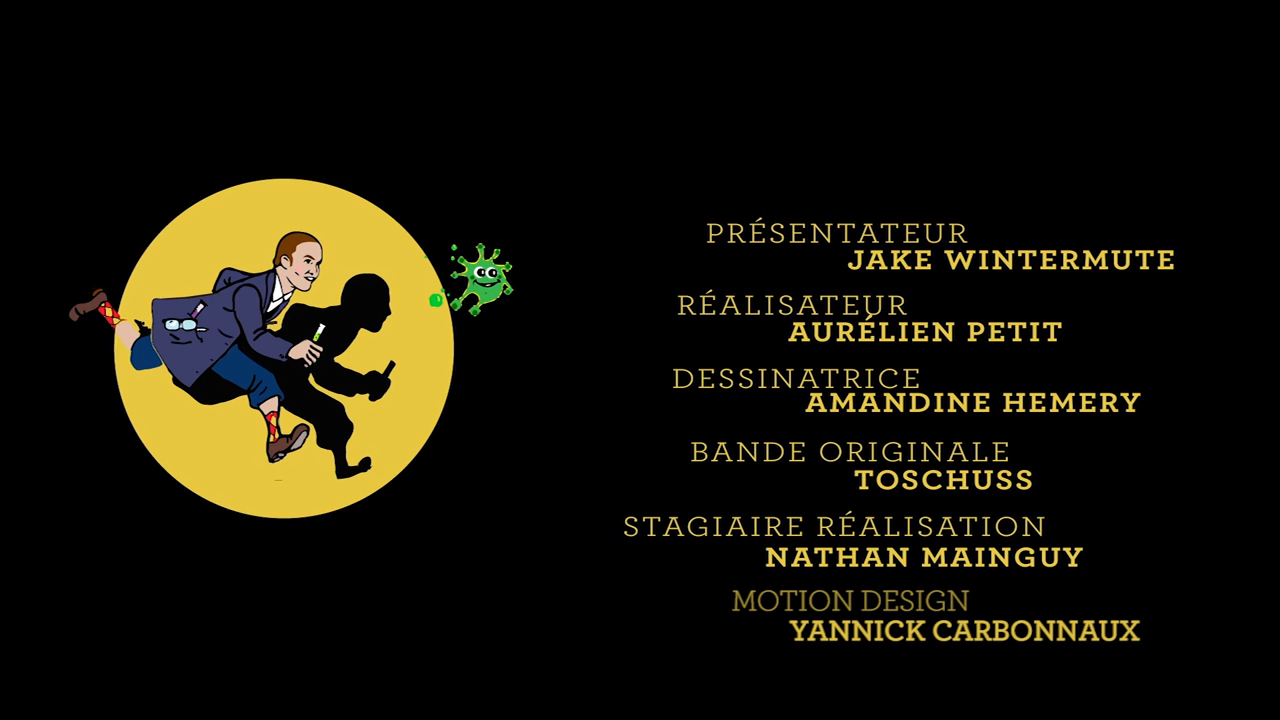 PRÉSENTATEUR
JAKE WINTERMUTE
RÉALISATEUR
AURÉLIEN PETIT
DESSINATRICE
AMANDINE HEMERY
BANDE ORIGINALE
TOSCHUSS
STAGIAIRE RÉALISATION
NATHAN MAINGUY
MOTION DESIGN
YANNICK CARBONNAUX